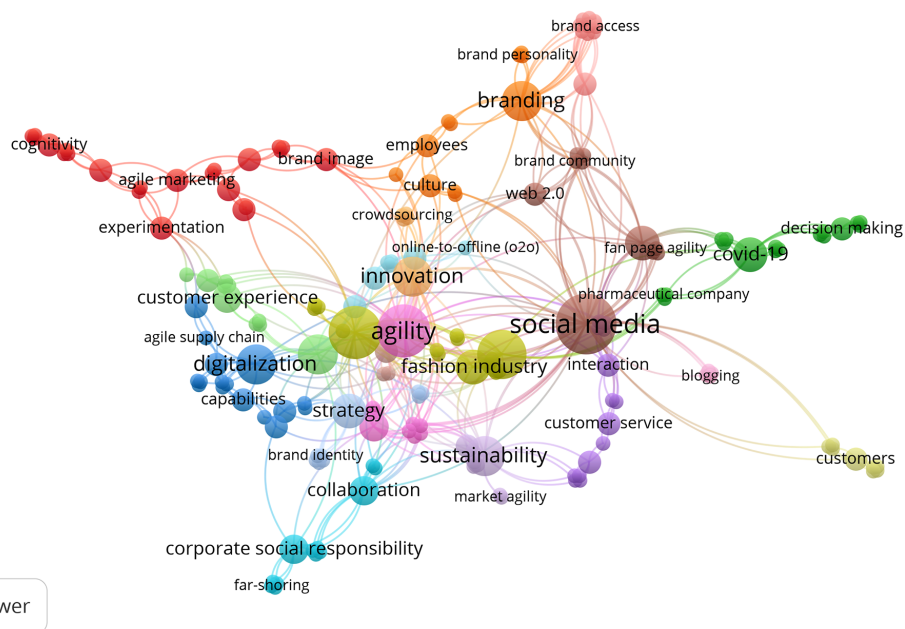 brand access
brand personality
branding
cognitivity
employees
brand image
brand community
agile marketing
culture
web 2.0
crowdsourcing
experimentation
decision making
online-to-offline (o2o)
fan page agility
covid-19
innovation
customer experience
pharmaceutical company
agility
social media
agile supply chain
digitalization
fashion industry
interaction
blogging
capabilities
strategy
customer service
brand identity
sustainability
customers
collaboration
market agility
corporate social responsibility
far-shoring
wer